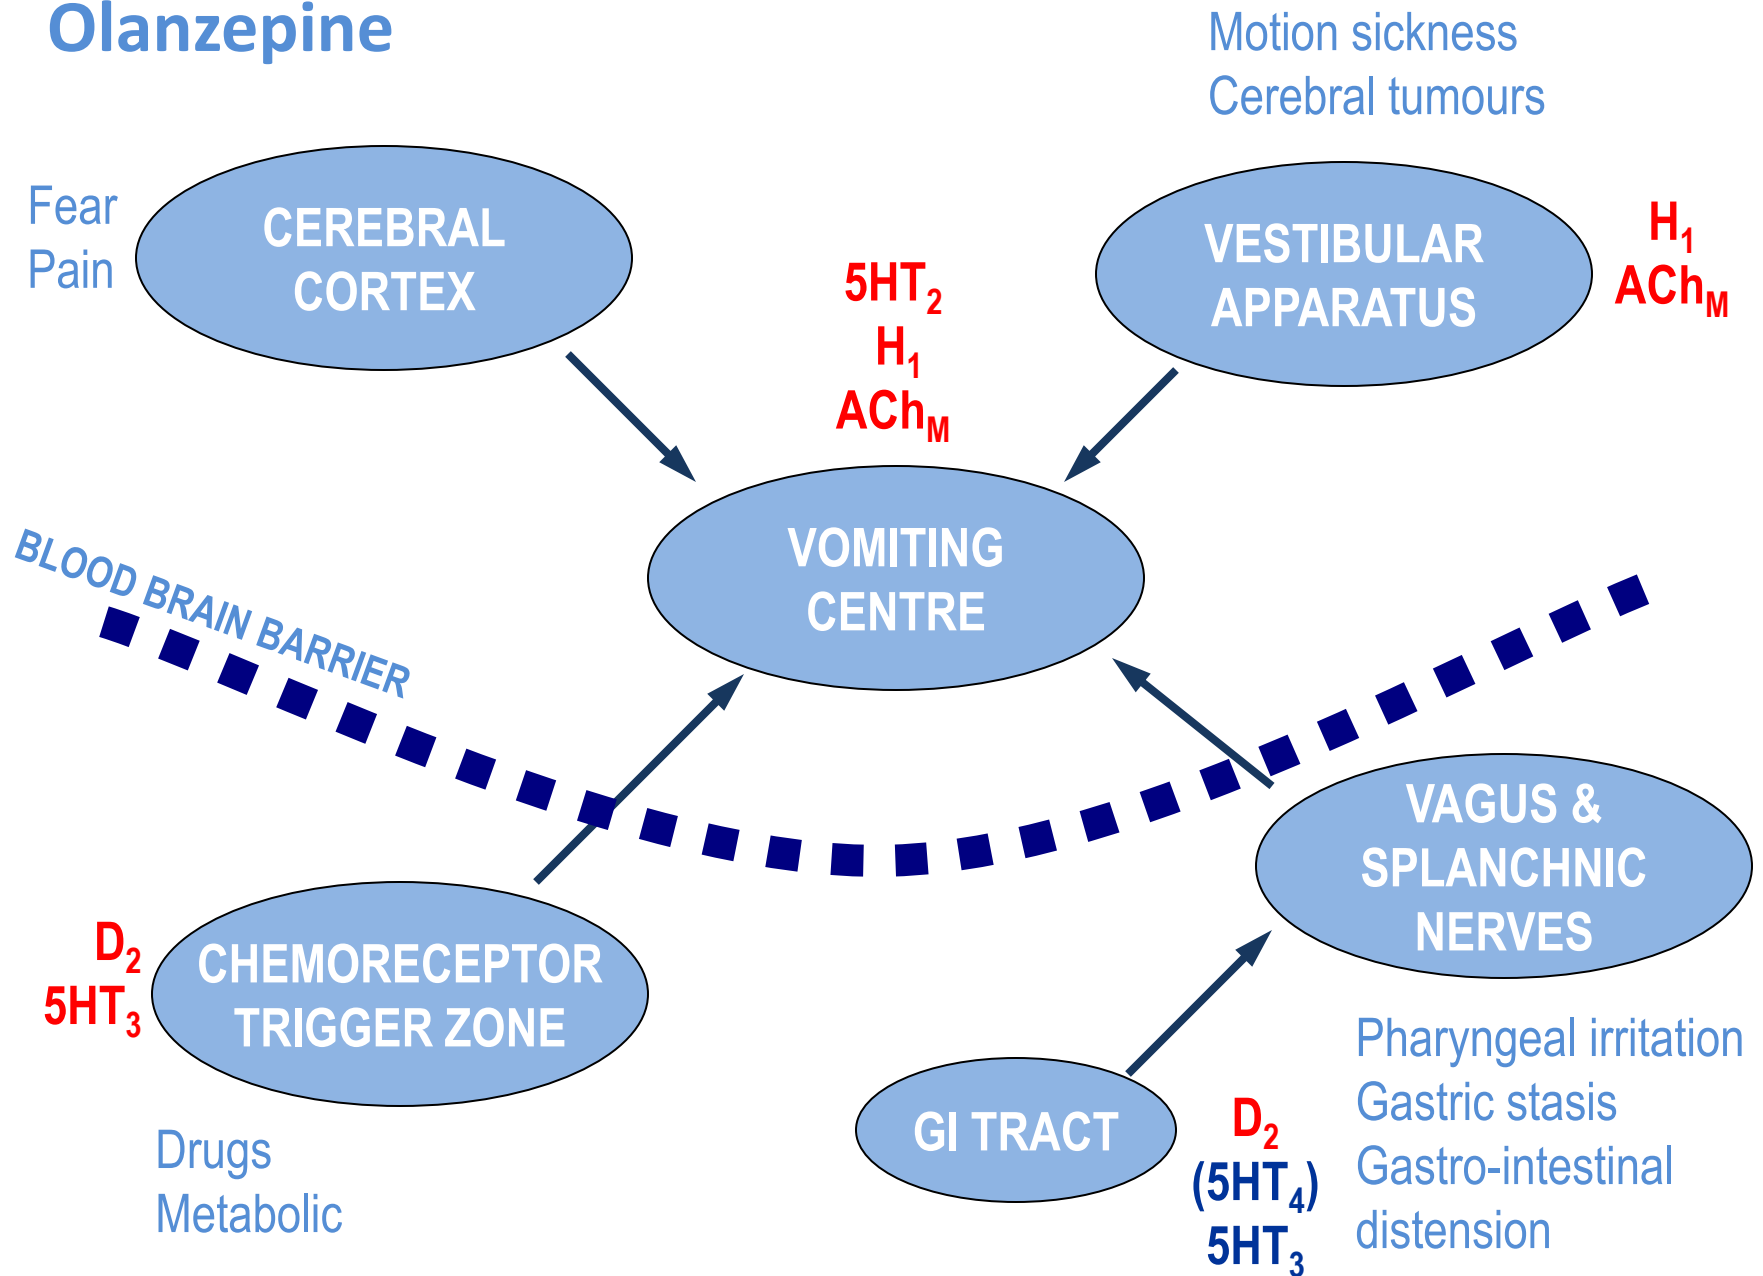 Olanzepine
Motion sickness
Cerebral tumours
Fear
Pain
CEREBRAL
CORTEX
5HT2
H1
AChM
VESTIBULAR
APPARATUS
H1
AChM
VOMITING
CENTRE
BLOOD BRAIN BARRIER
D2
5HT3
CHEMORECEPTOR
TRIGGER ZONE
Drugs
Metabolic
VAGUS &
SPLANCHNIC
NERVES
GI TRACT
D2
(5HT4)
5HT3
Pharyngeal irritation
Gastric stasis
Gastro-intestinal
distension